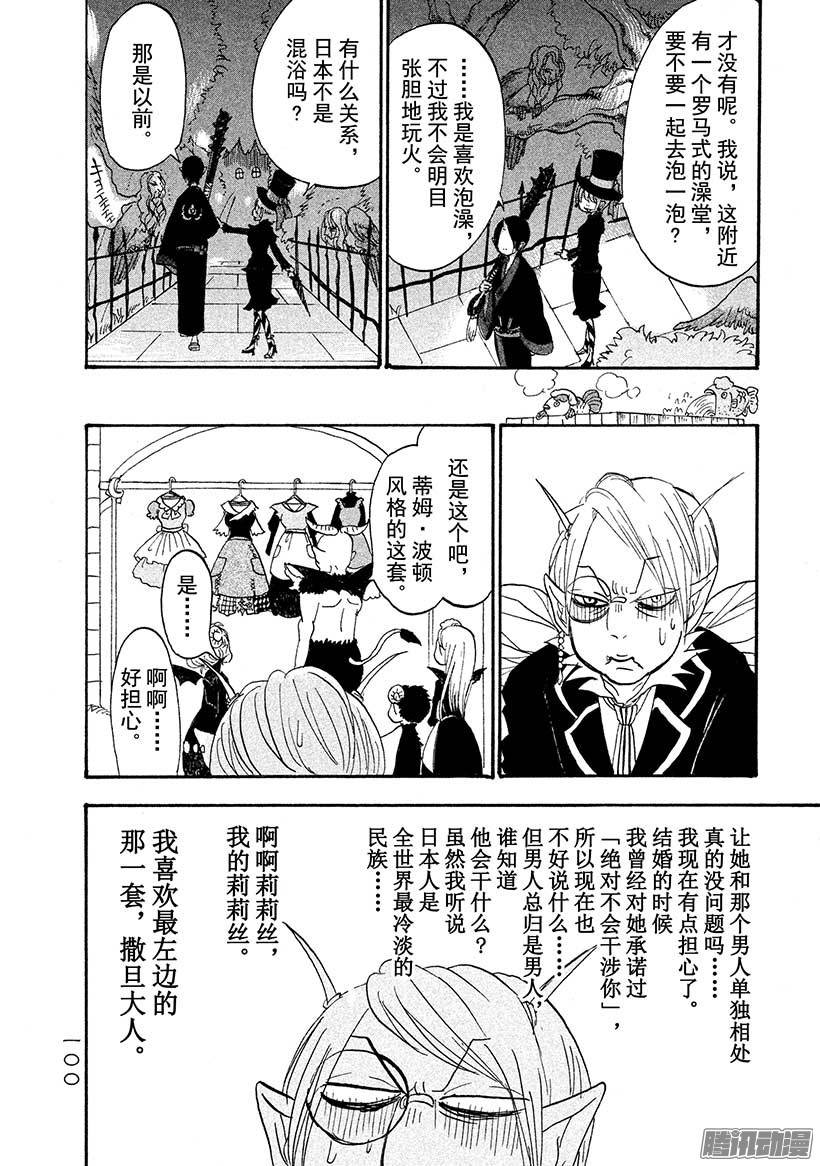 才没有呢。我说，这附近
有一个罗马式的澡堂，
要不要一起去泡一泡？
……我是喜欢泡澡，
不过我不会明目
张胆地玩火。
有什么关系，
日本不是
混浴吗？
那是以前。
还是这个吧，
蒂姆·波顿
风格的这套。
是……
啊啊……
好担心。
让她和那个男人单独相处
真的没问题吗……
我现在有点担心了。
结婚的时候
我曾经对她承诺过
「绝对不会干涉你」，
所以现在也
不好说什么……
但男人总归是男人，
谁知道
他会干什么？
虽然我听说
日本人是
全世界最冷淡的
民族……
啊啊莉莉丝，
我的莉莉丝。
我喜欢最左边的
那一套，撒旦大人。
100
腾讯动漫